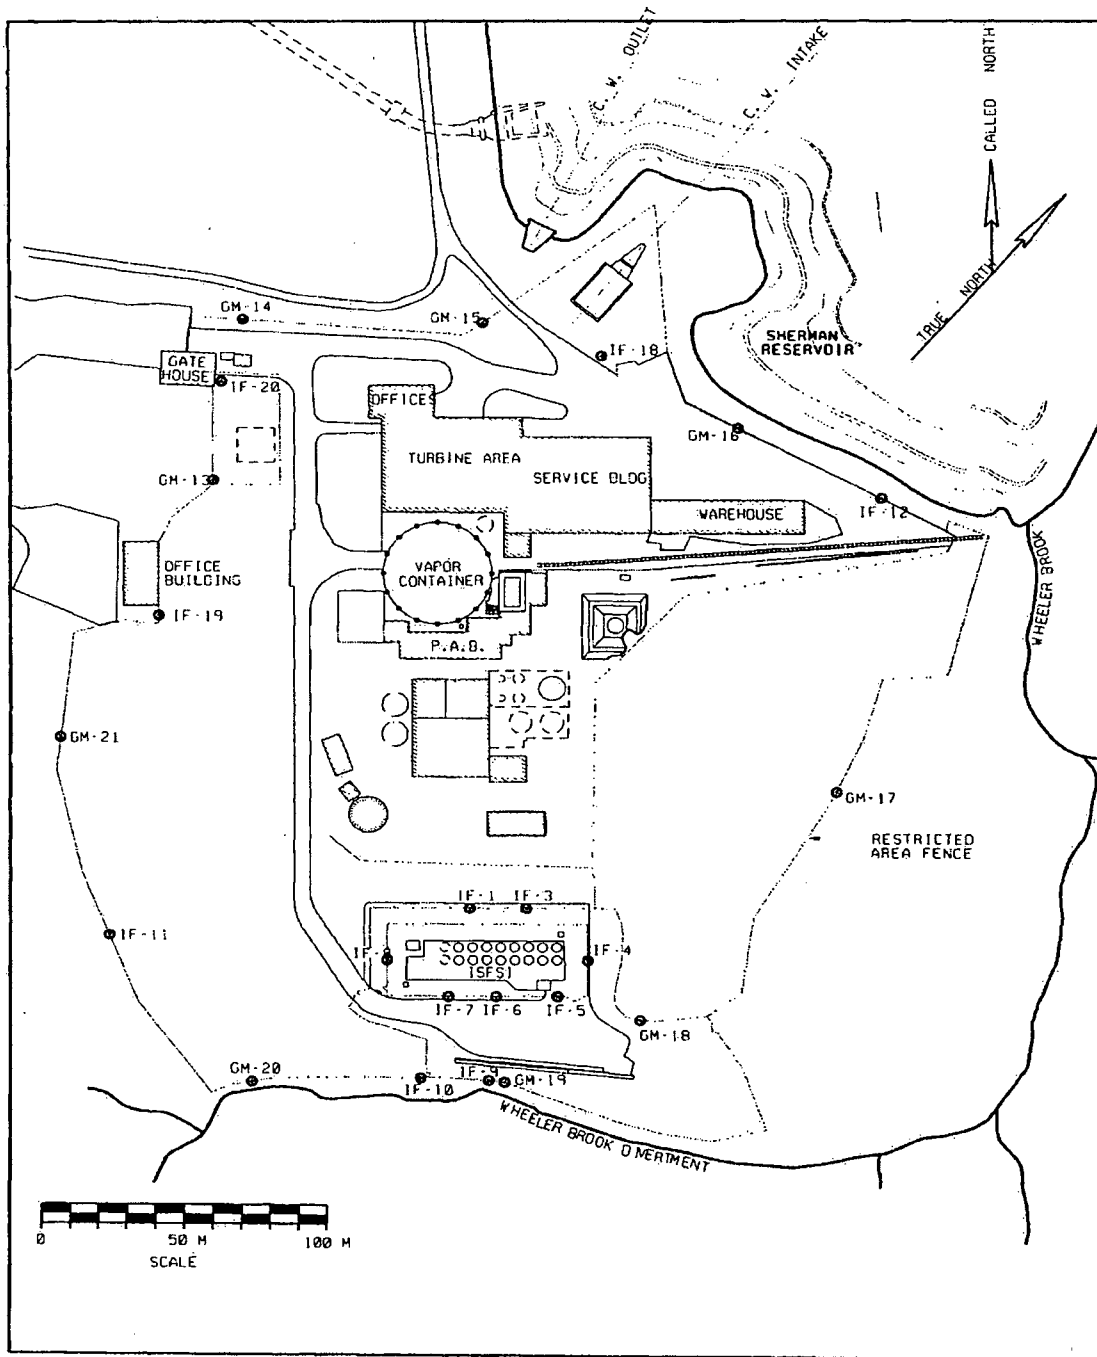 C. W. OUTLET
C. W. INTAKE
CALLED NORTH
TRUE NORTH
GM-14
GM-15
IF-18
SHERMAN
RESERVOIR
GATE
HOUSE
IF-20
OFFICES
GM-16
TURBINE AREA
SERVICE BLDG
GM-13
IF-12
WAREHOUSE
OFFICE
BUILDING
VAPOR
CONTAINER
WHEELER BROOK
IF-19
P.A.B.
GM-21
GM-17
RESTRICTED
AREA FENCE
IF-1
IF-3
IF-11
IF-4
ISFSI
IF-7
IF-6
IF-5
GM-18
GM-20
IF-10
IF-9
GM-19
WHEELER BROOK DIVERTMENT
0
50 M
100 M
SCALE